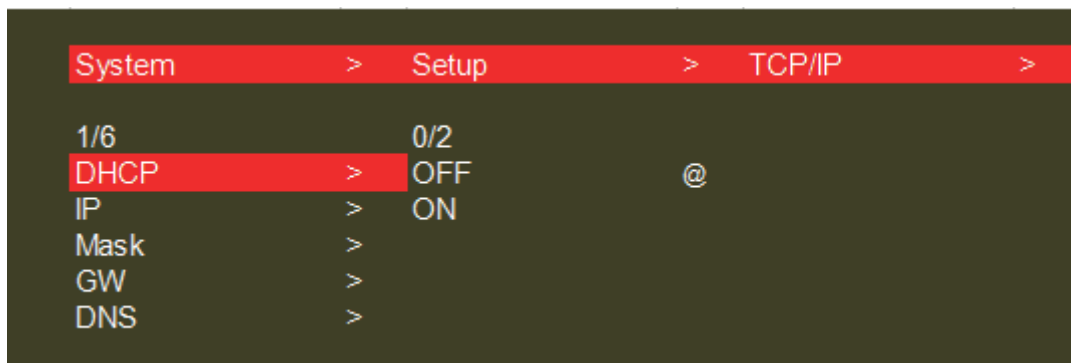 System > Setup > TCP/IP >
1/6 0/2
DHCP > OFF @
IP > ON
Mask >
GW >
DNS >